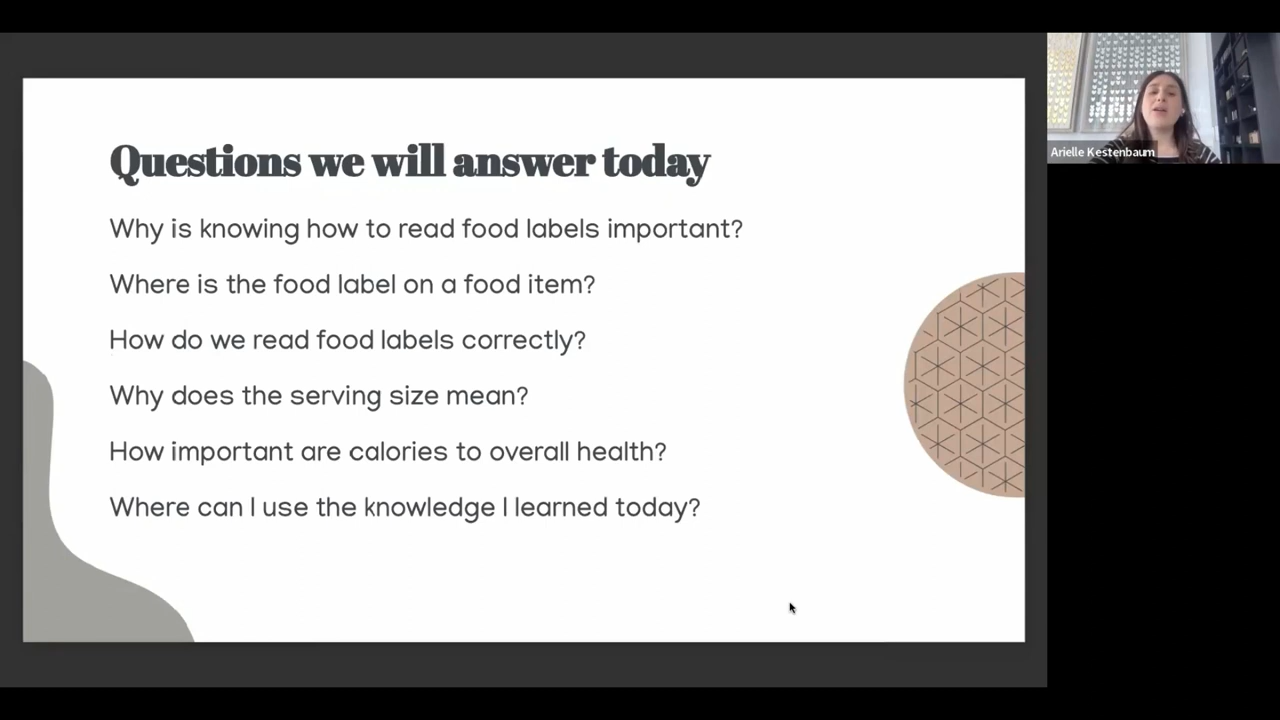 Questions we will answer today
Why is knowing how to read food labels important?
Where is the food label on a food item?
How do we read food labels correctly?
Why does the serving size mean?
How important are calories to overall health?
Where can I use the knowledge I learned today?
Arielle Kestenbaum